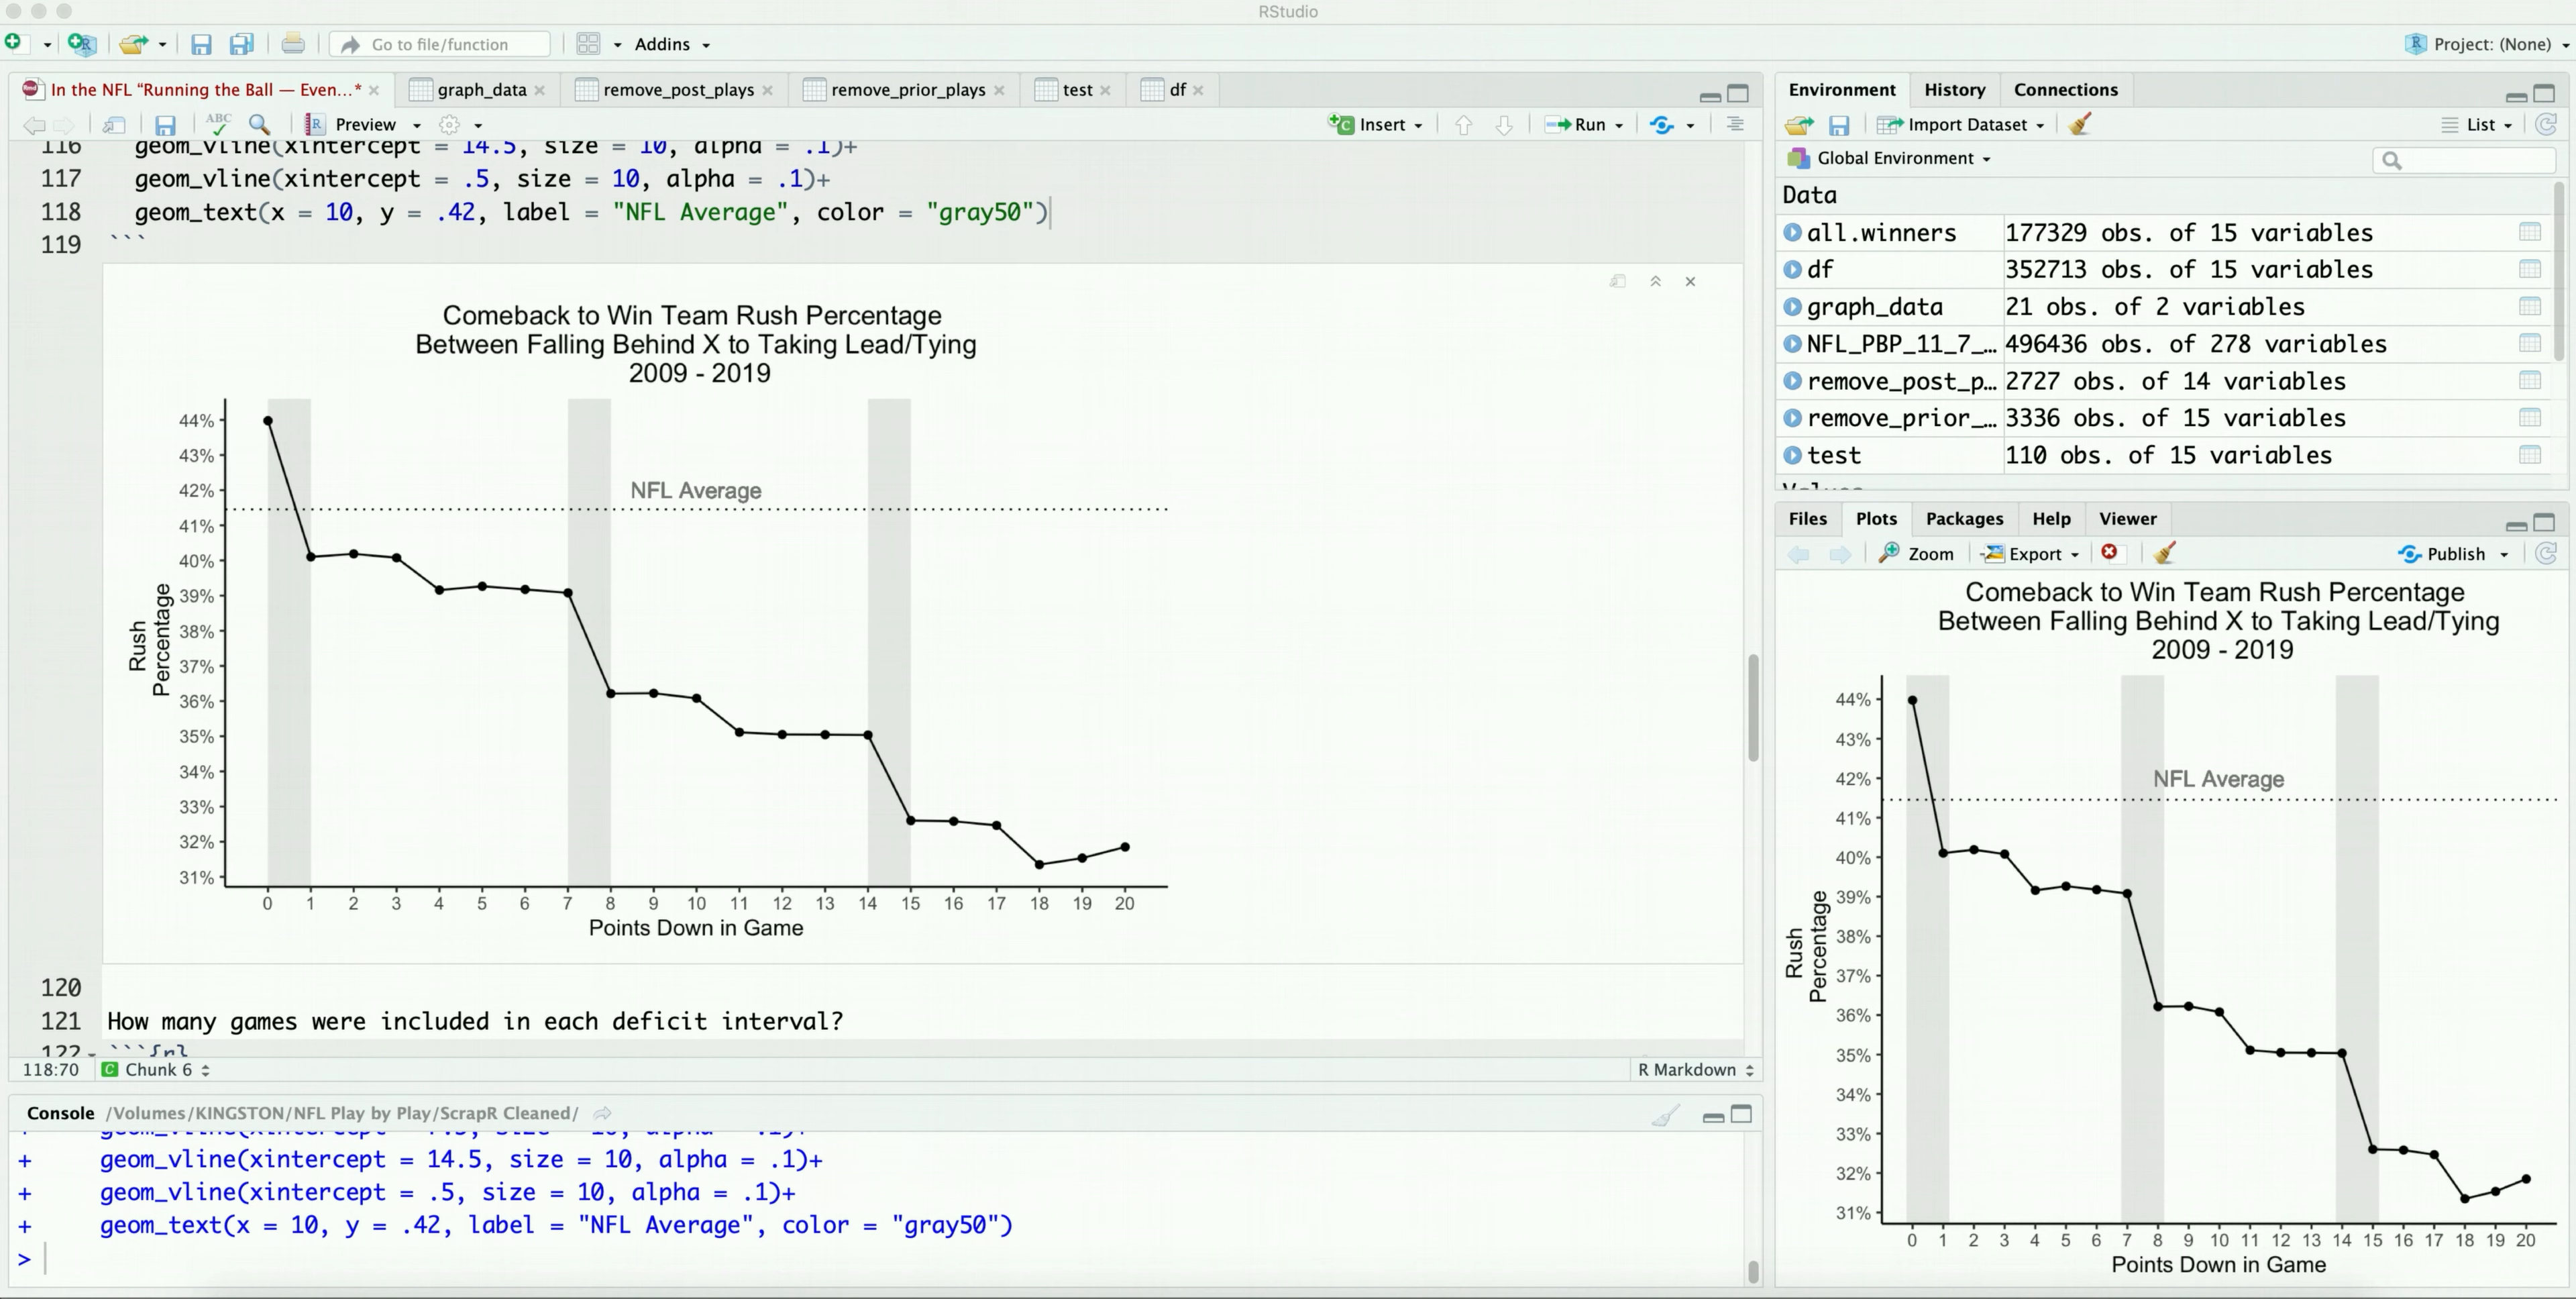 RStudio
Go to file/function
Addins
Project: (None)
In the NFL “Running the Ball — Even...*
graph_data
remove_post_plays
remove_prior_plays
test
df
ABC
Preview
Insert
Run
116 geom_vline(xintercept = 14.5, size = 10, alpha = .1)+
117 geom_vline(xintercept = .5, size = 10, alpha = .1)+
118 geom_text(x = 10, y = .42, label = "NFL Average", color = "gray50")
119 ```
Comeback to Win Team Rush Percentage
Between Falling Behind X to Taking Lead/Tying
2009 - 2019
44%
43%
42%
41%
40%
39%
38%
37%
36%
35%
34%
33%
32%
31%
NFL Average
Rush
Percentage
0 1 2 3 4 5 6 7 8 9 10 11 12 13 14 15 16 17 18 19 20
Points Down in Game
120
121 How many games were included in each deficit interval?
122 ```{r}
118:70
Chunk 6
R Markdown
Console /Volumes/KINGSTON/NFL Play by Play/ScrapR Cleaned/
+ geom_vline(xintercept = 14.5, size = 10, alpha = .1)+
+ geom_vline(xintercept = .5, size = 10, alpha = .1)+
+ geom_text(x = 10, y = .42, label = "NFL Average", color = "gray50")
>
Environment
History
Connections
Import Dataset
List
Global Environment
Data
all.winners 177329 obs. of 15 variables
df 352713 obs. of 15 variables
graph_data 21 obs. of 2 variables
NFL_PBP_11_7_… 496436 obs. of 278 variables
remove_post_p… 2727 obs. of 14 variables
remove_prior_… 3336 obs. of 15 variables
test 110 obs. of 15 variables
Files
Plots
Packages
Help
Viewer
Zoom
Export
Publish
Comeback to Win Team Rush Percentage
Between Falling Behind X to Taking Lead/Tying
2009 - 2019
44%
43%
42%
41%
40%
39%
38%
37%
36%
35%
34%
33%
32%
31%
NFL Average
Rush
Percentage
0 1 2 3 4 5 6 7 8 9 10 11 12 13 14 15 16 17 18 19 20
Points Down in Game